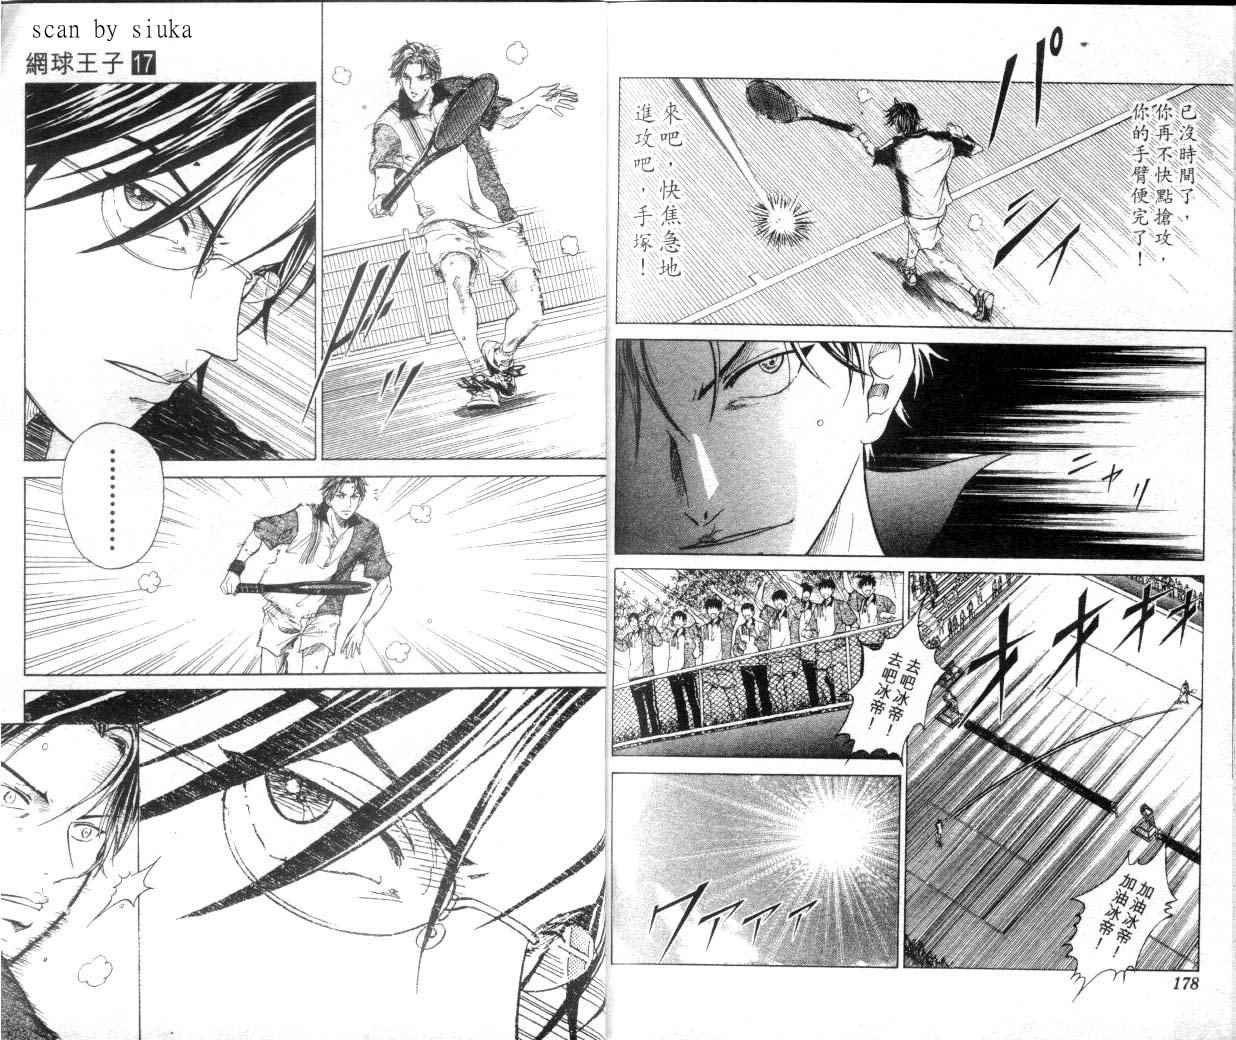 scan by siuka
網球王子 17
パ°
已沒時間了，
你再不快點搶攻，
你的手臂便完了！
來吧，快焦急地
進攻吧，手塚！
シイ
シャリ
オオオオ
去吧冰帝！
去吧冰帝！
加油冰帝！
加油冰帝！
ワアアア
178
…………